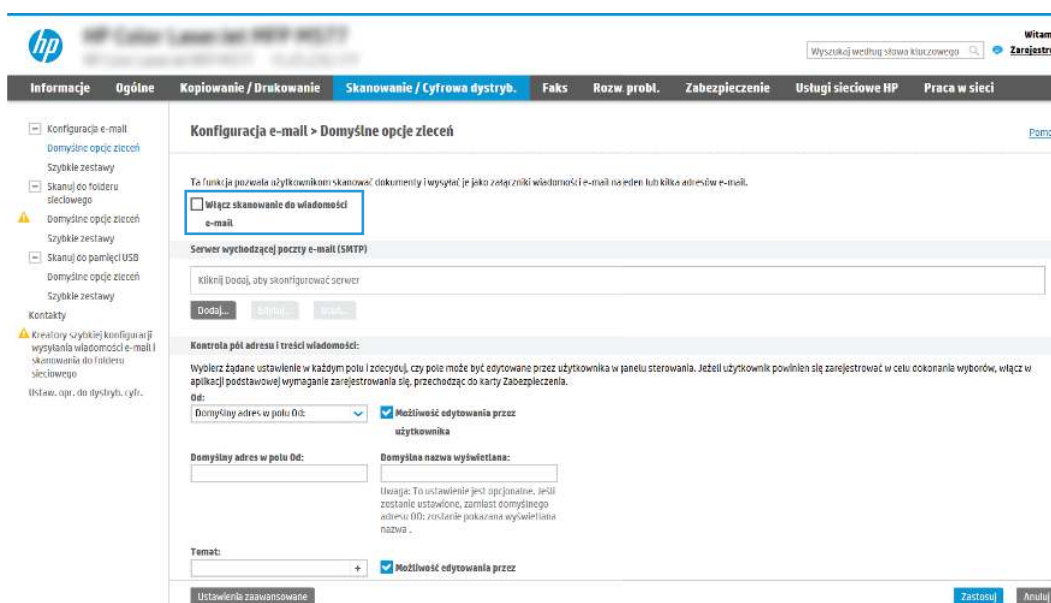 hp
Witam
Wyszukaj według słowa kluczowego
Zarejestru
Informacje Ogólne Kopiowanie / Drukowanie Skanowanie / Cyfrowa dystryb. Faks Rozw. probl. Zabezpieczenie Usługi sieciowe HP Praca w sieci
Konfiguracja e-mail
Domyślne opcje zleceń
Szybkie zestawy
Skanuj do folderu
sieciowego
Domyślne opcje zleceń
Szybkie zestawy
Skanuj do pamięci USB
Domyślne opcje zleceń
Szybkie zestawy
Kontakty
Kreatory szybkiej konfiguracji
wysyłania wiadomości e-mail i
skanowania do folderu
sieciowego
Ustaw. opr. do dystryb. cyfr.
Konfiguracja e-mail > Domyślne opcje zleceń
Pomo
Ta funkcja pozwala użytkownikom skanować dokumenty i wysyłać je jako załączniki wiadomości e-mail na jeden lub kilka adresów e-mail.
Włącz skanowanie do wiadomości
e-mail
Serwer wychodzącej poczty e-mail (SMTP)
Kliknij Dodaj, aby skonfigurować serwer
Dodaj...
Kontrola pól adresu i treści wiadomości:
Wybierz żądane ustawienie w każdym polu i zdecyduj, czy pole może być edytowane przez użytkownika w panelu sterowania. Jeżeli użytkownik powinien się zarejestrować w celu dokonania wyborów, włącz w
aplikacji podstawowej wymaganie zarejestrowania się, przechodząc do karty Zabezpieczenia.
Od:
Domyślny adres w polu Od:
Możliwość edytowania przez
użytkownika
Domyślny adres w polu Od:
Domyślna nazwa wyświetlana:
Uwaga: To ustawienie jest opcjonalne. Jeśli
zostanie ustawione, zamiast domyślnego
adresu OD: zostanie pokazana wyświetlana
nazwa .
Temat:
+
Możliwość edytowania przez
Ustawienia zaawansowane
Zastosuj
Anuluj